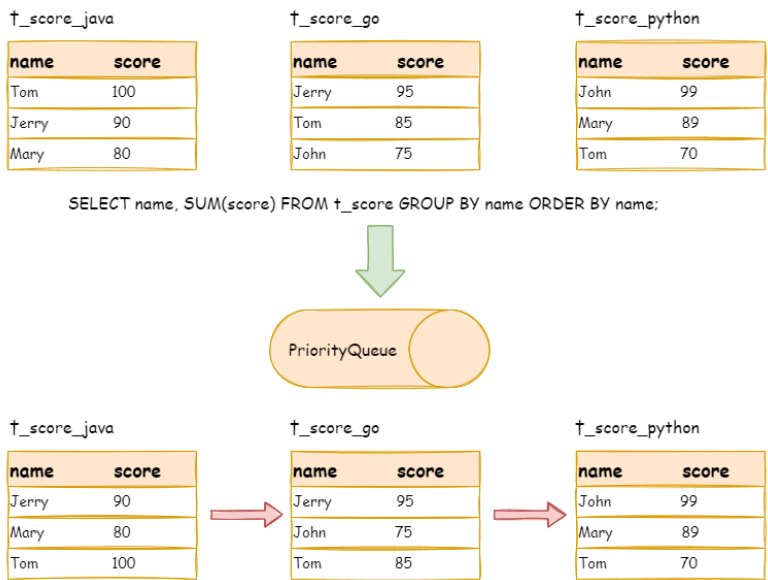 t_score_java t_score_go t_score_python
name score name score name score
Tom 100 Jerry 95 John 99
Jerry 90 Tom 85 Mary 89
Mary 80 John 75 Tom 70
SELECT name, SUM(score) FROM t_score GROUP BY name ORDER BY name;
PriorityQueue
t_score_java t_score_go t_score_python
name score name score name score
Jerry 90 Jerry 95 John 99
Mary 80 John 75 Mary 89
Tom 100 Tom 85 Tom 70